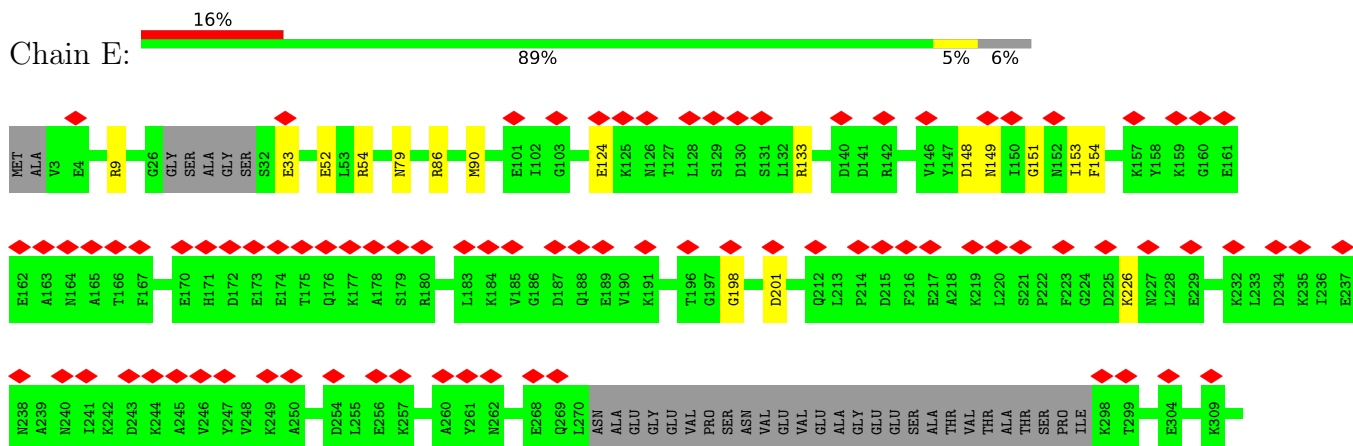 16%
Chain E:
89% 5% 6%
MET ALA V3 E4 R9 G26 GLY SER ALA GLY SER S32 E33 E52 L53 R54 N79 R86 M90 E101 I102 G103 E124 K125 N126 T127 L128 S129 D130 S131 L132 R133 D140 D141 R142 V146 Y147 D148 N149 I150 G151 N152 I153 F154 K157 Y158 K159 G160 E161
E162 A163 N164 A165 T166 F167 E170 H171 D172 E173 E174 T175 Q176 K177 A178 S179 R180 L183 K184 V185 G186 D187 Q188 E189 V190 K191 T196 G197 G198 D201 Q212 L213 P214 D215 F216 E217 A218 K219 L220 S221 P222 F223 G224 D225 K226 N227 L228 E229 K232 L233 D234 K235 I236 E237
N238 A239 N240 I241 K242 D243 K244 A245 V246 Y247 V248 K249 A250 D254 L255 E256 K257 A260 Y261 N262 E268 Q269 L270 ASN ALA GLU GLY GLU VAL PRO SER ASN VAL GLU VAL GLU ALA GLY GLU GLU SER ALA THR VAL THR ALA THR SER PRO ILE K298 T299 E304 K309